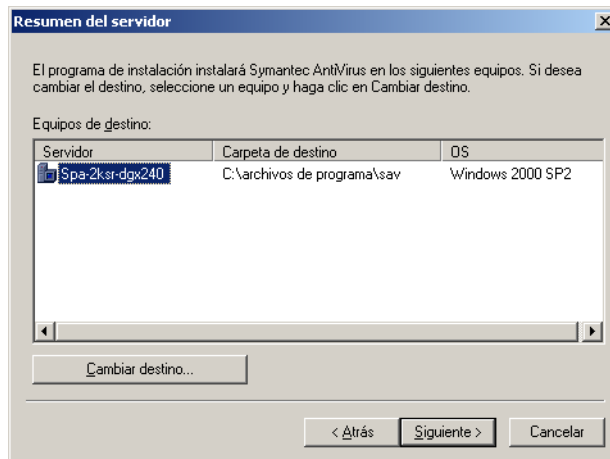 Resumen del servidor
El programa de instalación instalará Symantec AntiVirus en los siguientes equipos. Si desea
cambiar el destino, seleccione un equipo y haga clic en Cambiar destino.
Equipos de destino:
Servidor Carpeta de destino OS
Spa-2ksr-dgx240 C:\archivos de programa\sav Windows 2000 SP2
Cambiar destino...
< Atrás Siguiente > Cancelar